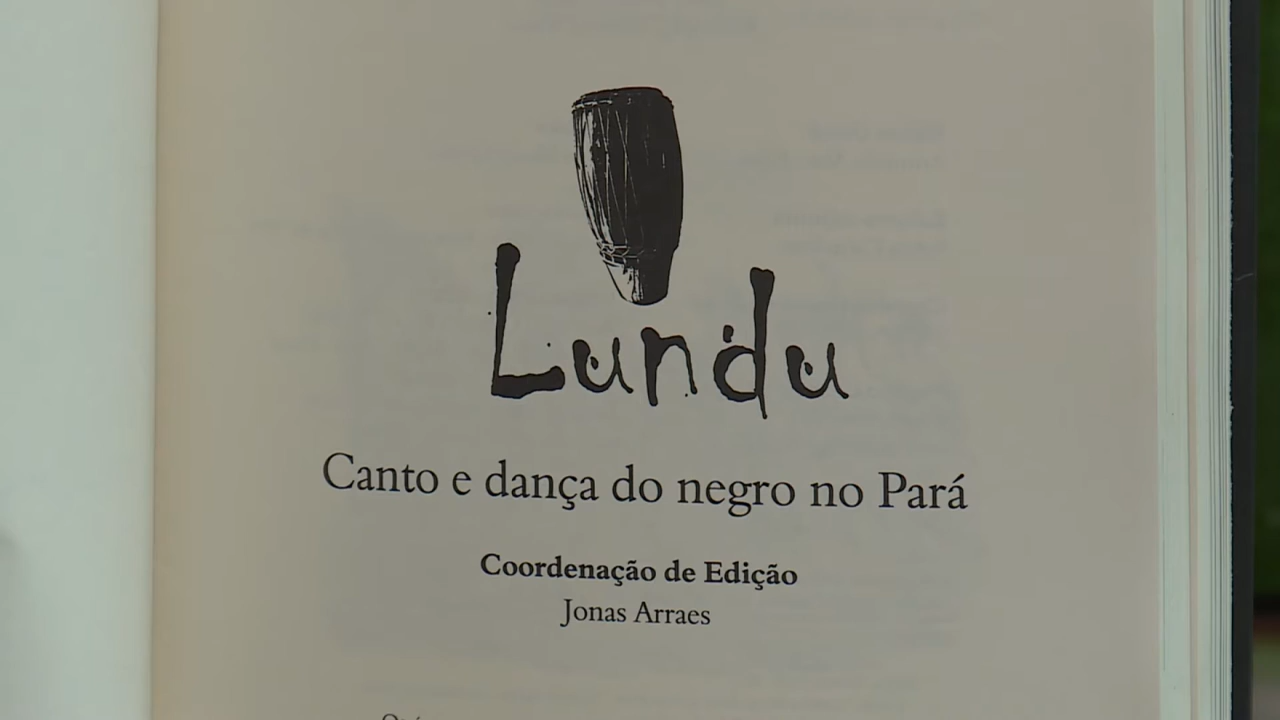 Lundu
Canto e dança do negro no Pará
Coordenação de Edição
Jonas Arraes